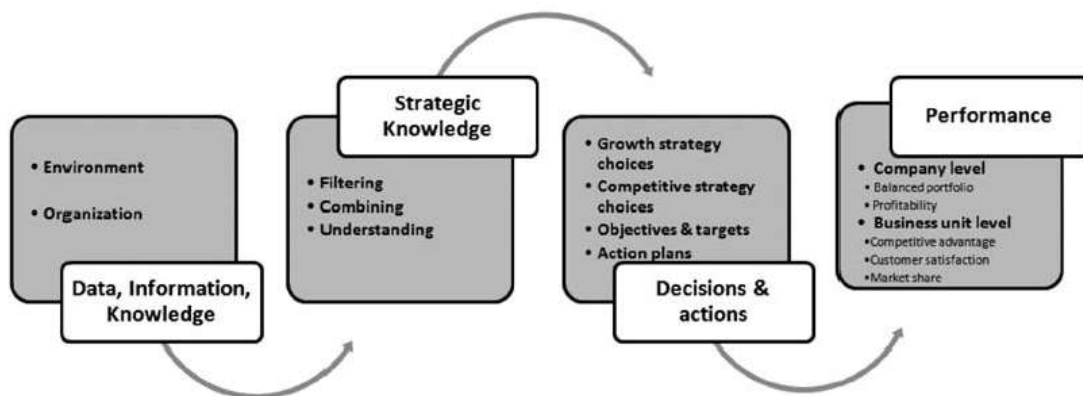 • Environment
• Organization
Data, Information,
Knowledge
Strategic
Knowledge
• Filtering
• Combining
• Understanding
• Growth strategy
choices
• Competitive strategy
choices
• Objectives & targets
• Action plans
Decisions &
actions
Performance
• Company level
• Balanced portfolio
• Profitability
• Business unit level
•Competitive advantage
•Customer satisfaction
•Market share